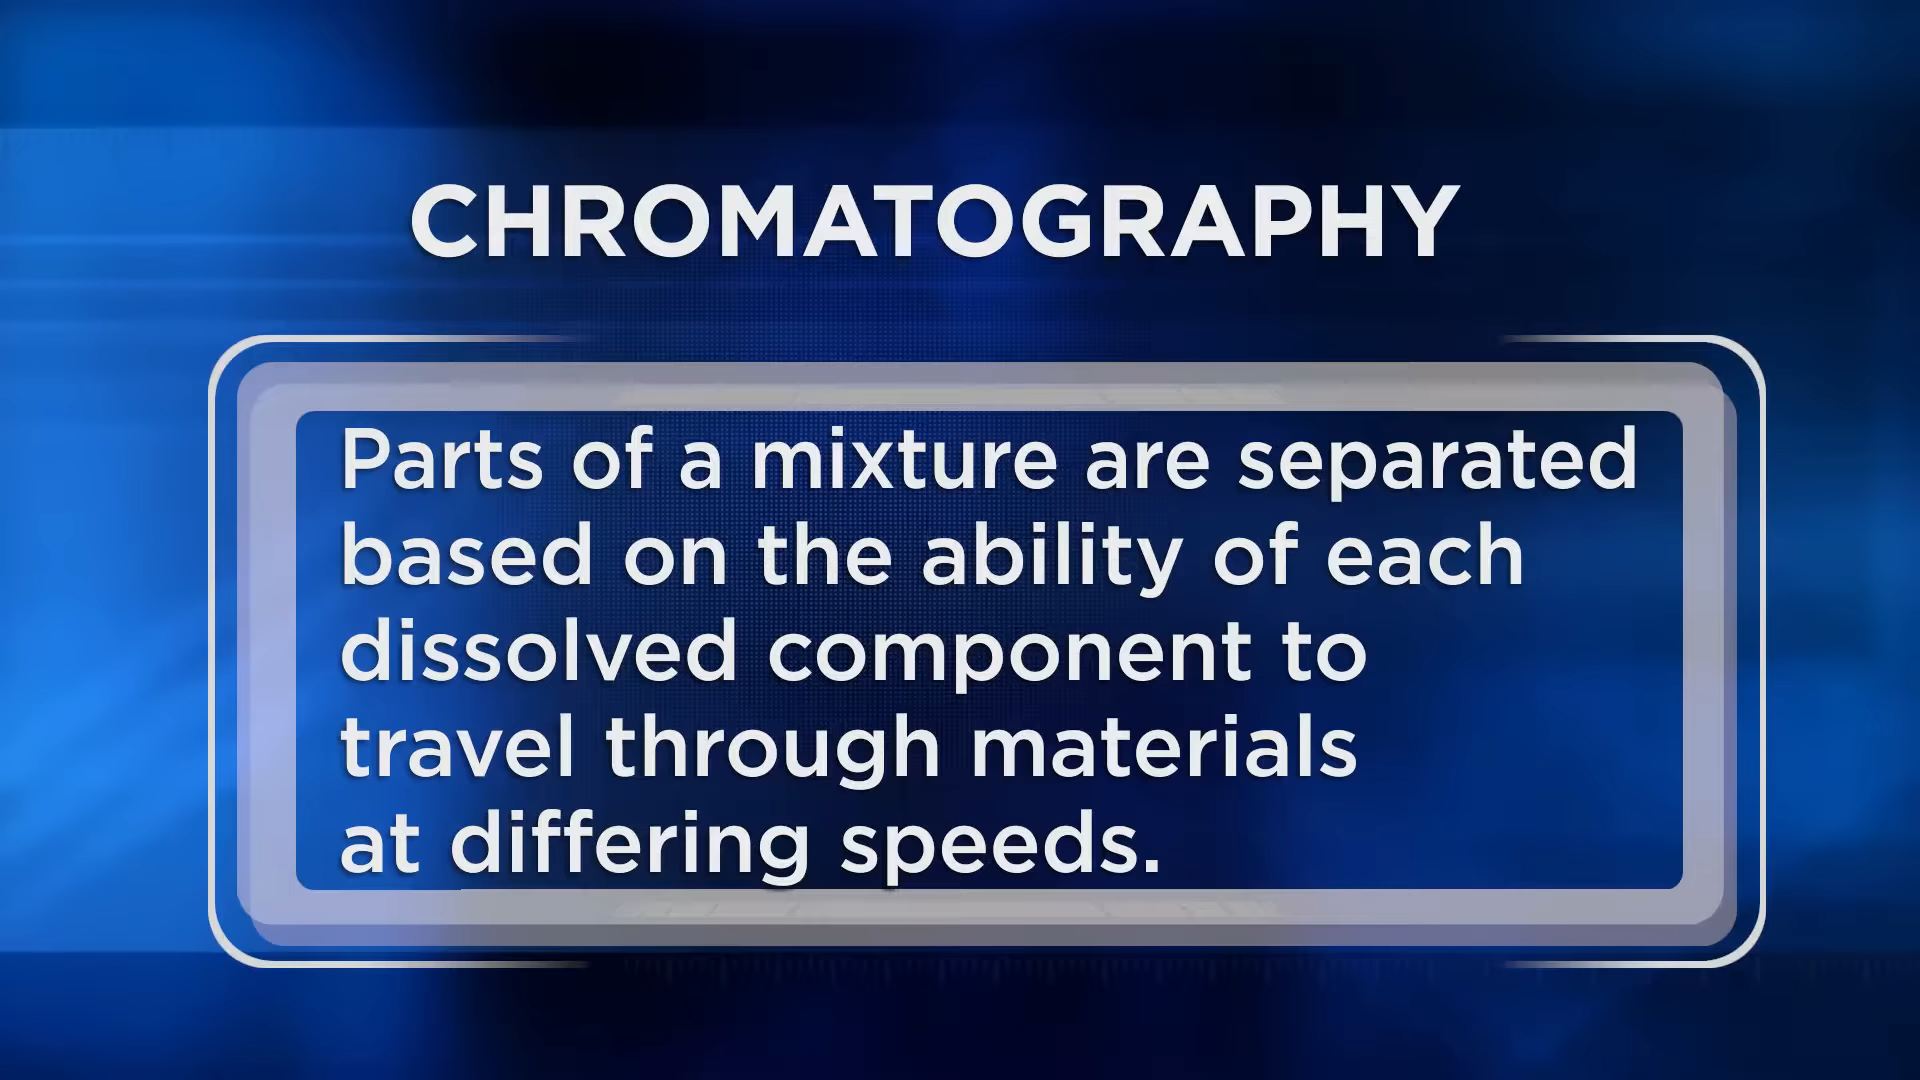 CHROMATOGRAPHY
Parts of a mixture are separated
based on the ability of each
dissolved component to
travel through materials
at differing speeds.